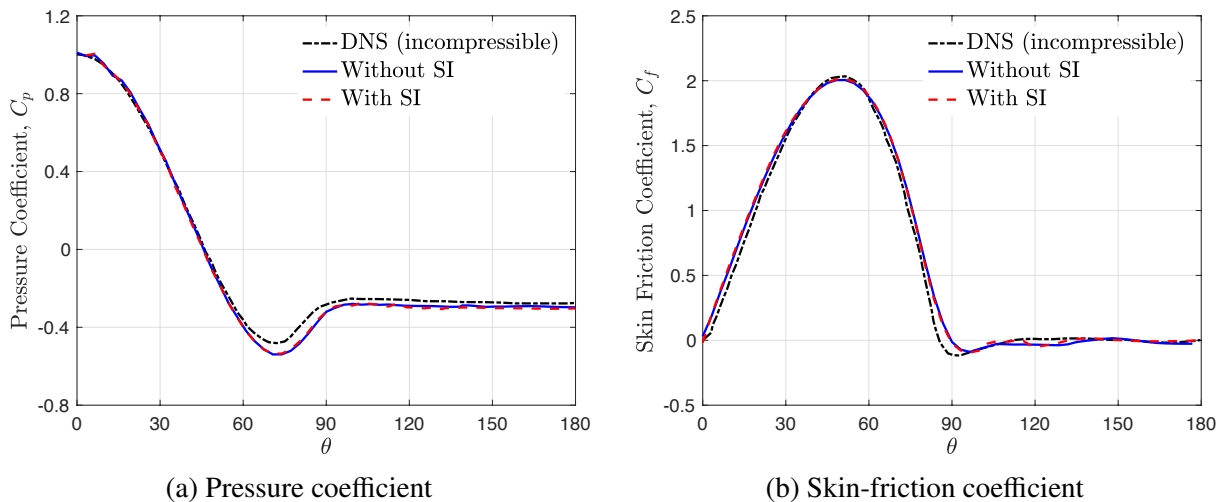 1.2
0.8
0.4
0
-0.4
-0.8
Pressure Coefficient, C_p
DNS (incompressible)
Without SI
With SI
0 30 60 90 120 150 180
θ
(a) Pressure coefficient
2.5
2
1.5
1
0.5
0
-0.5
Skin Friction Coefficient, C_f
DNS (incompressible)
Without SI
With SI
0 30 60 90 120 150 180
θ
(b) Skin-friction coefficient